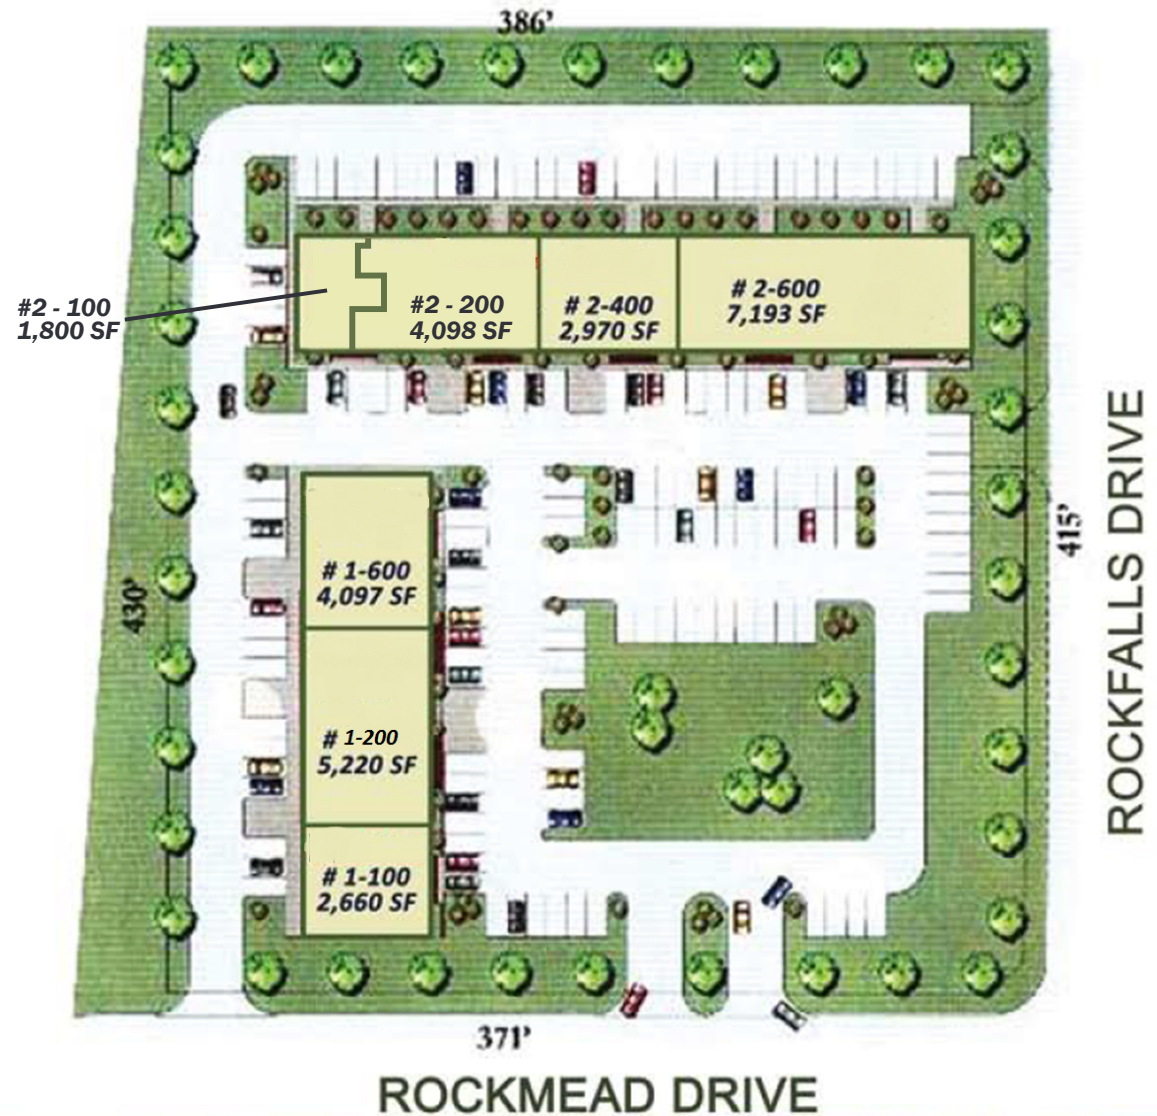 386’
#2 - 100
1,800 SF
#2 - 200
4,098 SF
# 2-400
2,970 SF
# 2-600
7,193 SF
# 1-600
4,097 SF
# 1-200
5,220 SF
# 1-100
2,660 SF
430’
415’
ROCKFALLS DRIVE
371’
ROCKMEAD DRIVE